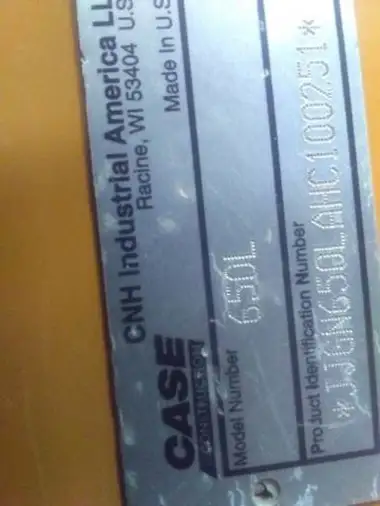 CNH Industrial America LL
Racine, WI 53404 U.S
Made in U.S
CASE
CONSTRUCTION
Model Number
650L
Product Identification Number
*JJGN650LAHC100251*